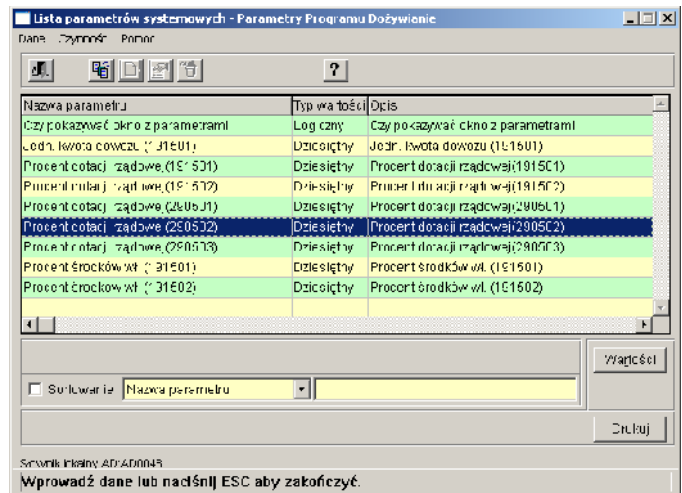 Lista parametrów systemowych - Parametry Programu Dożywianie
Dane Czynności Pomoc
?
Nazwa parametru Typ wartości Opis
Czy pokazywać okno z parametrami Logiczny Czy pokazywać okno z parametrami
Jedn. kwota dowozu (191501) Dziesiętny Jedn. kwota dowozu (191501)
Procent dotacji rządowej(191501) Dziesiętny Procent dotacji rządowej(191501)
Procent dotacji rządowej(191502) Dziesiętny Procent dotacji rządowej(191502)
Procent dotacji rządowej(290501) Dziesiętny Procent dotacji rządowej(290501)
Procent dotacji rządowej(290502) Dziesiętny Procent dotacji rządowej(290502)
Procent dotacji rządowej(290503) Dziesiętny Procent dotacji rządowej(290503)
Procent środków wł. (191501) Dziesiętny Procent środków wł. (191501)
Procent środków wł. (191502) Dziesiętny Procent środków wł. (191502)
Wartości
Sortowanie Nazwa parametru
Drukuj
Słownik lokalny
Wprowadź dane lub naciśnij ESC aby zakończyć.